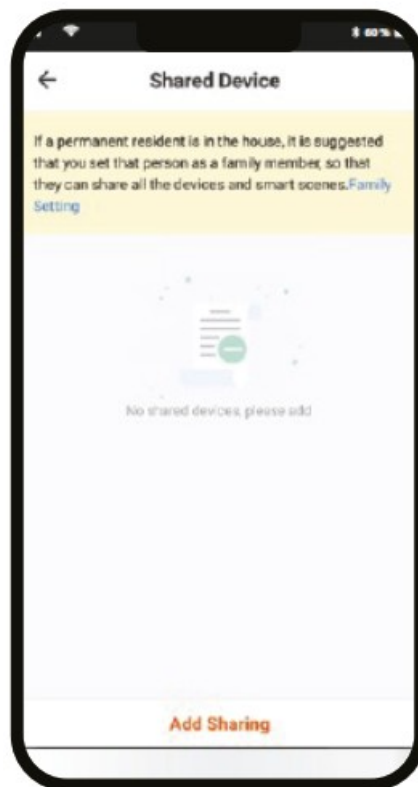 60%
Shared Device
If a permanent resident is in the house, it is suggested
that you set that person as a family member, so that
they can share all the devices and smart scenes.Family
Setting
No shared devices, please add
Add Sharing